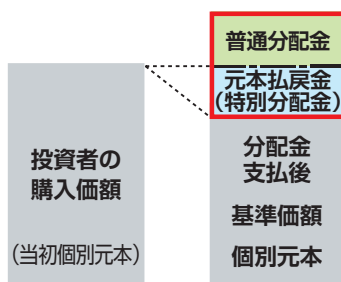 普通分配金
元本払戻金
(特別分配金)
投資者の
購入価額
(当初個別元本)
分配金
支払後
基準価額
個別元本